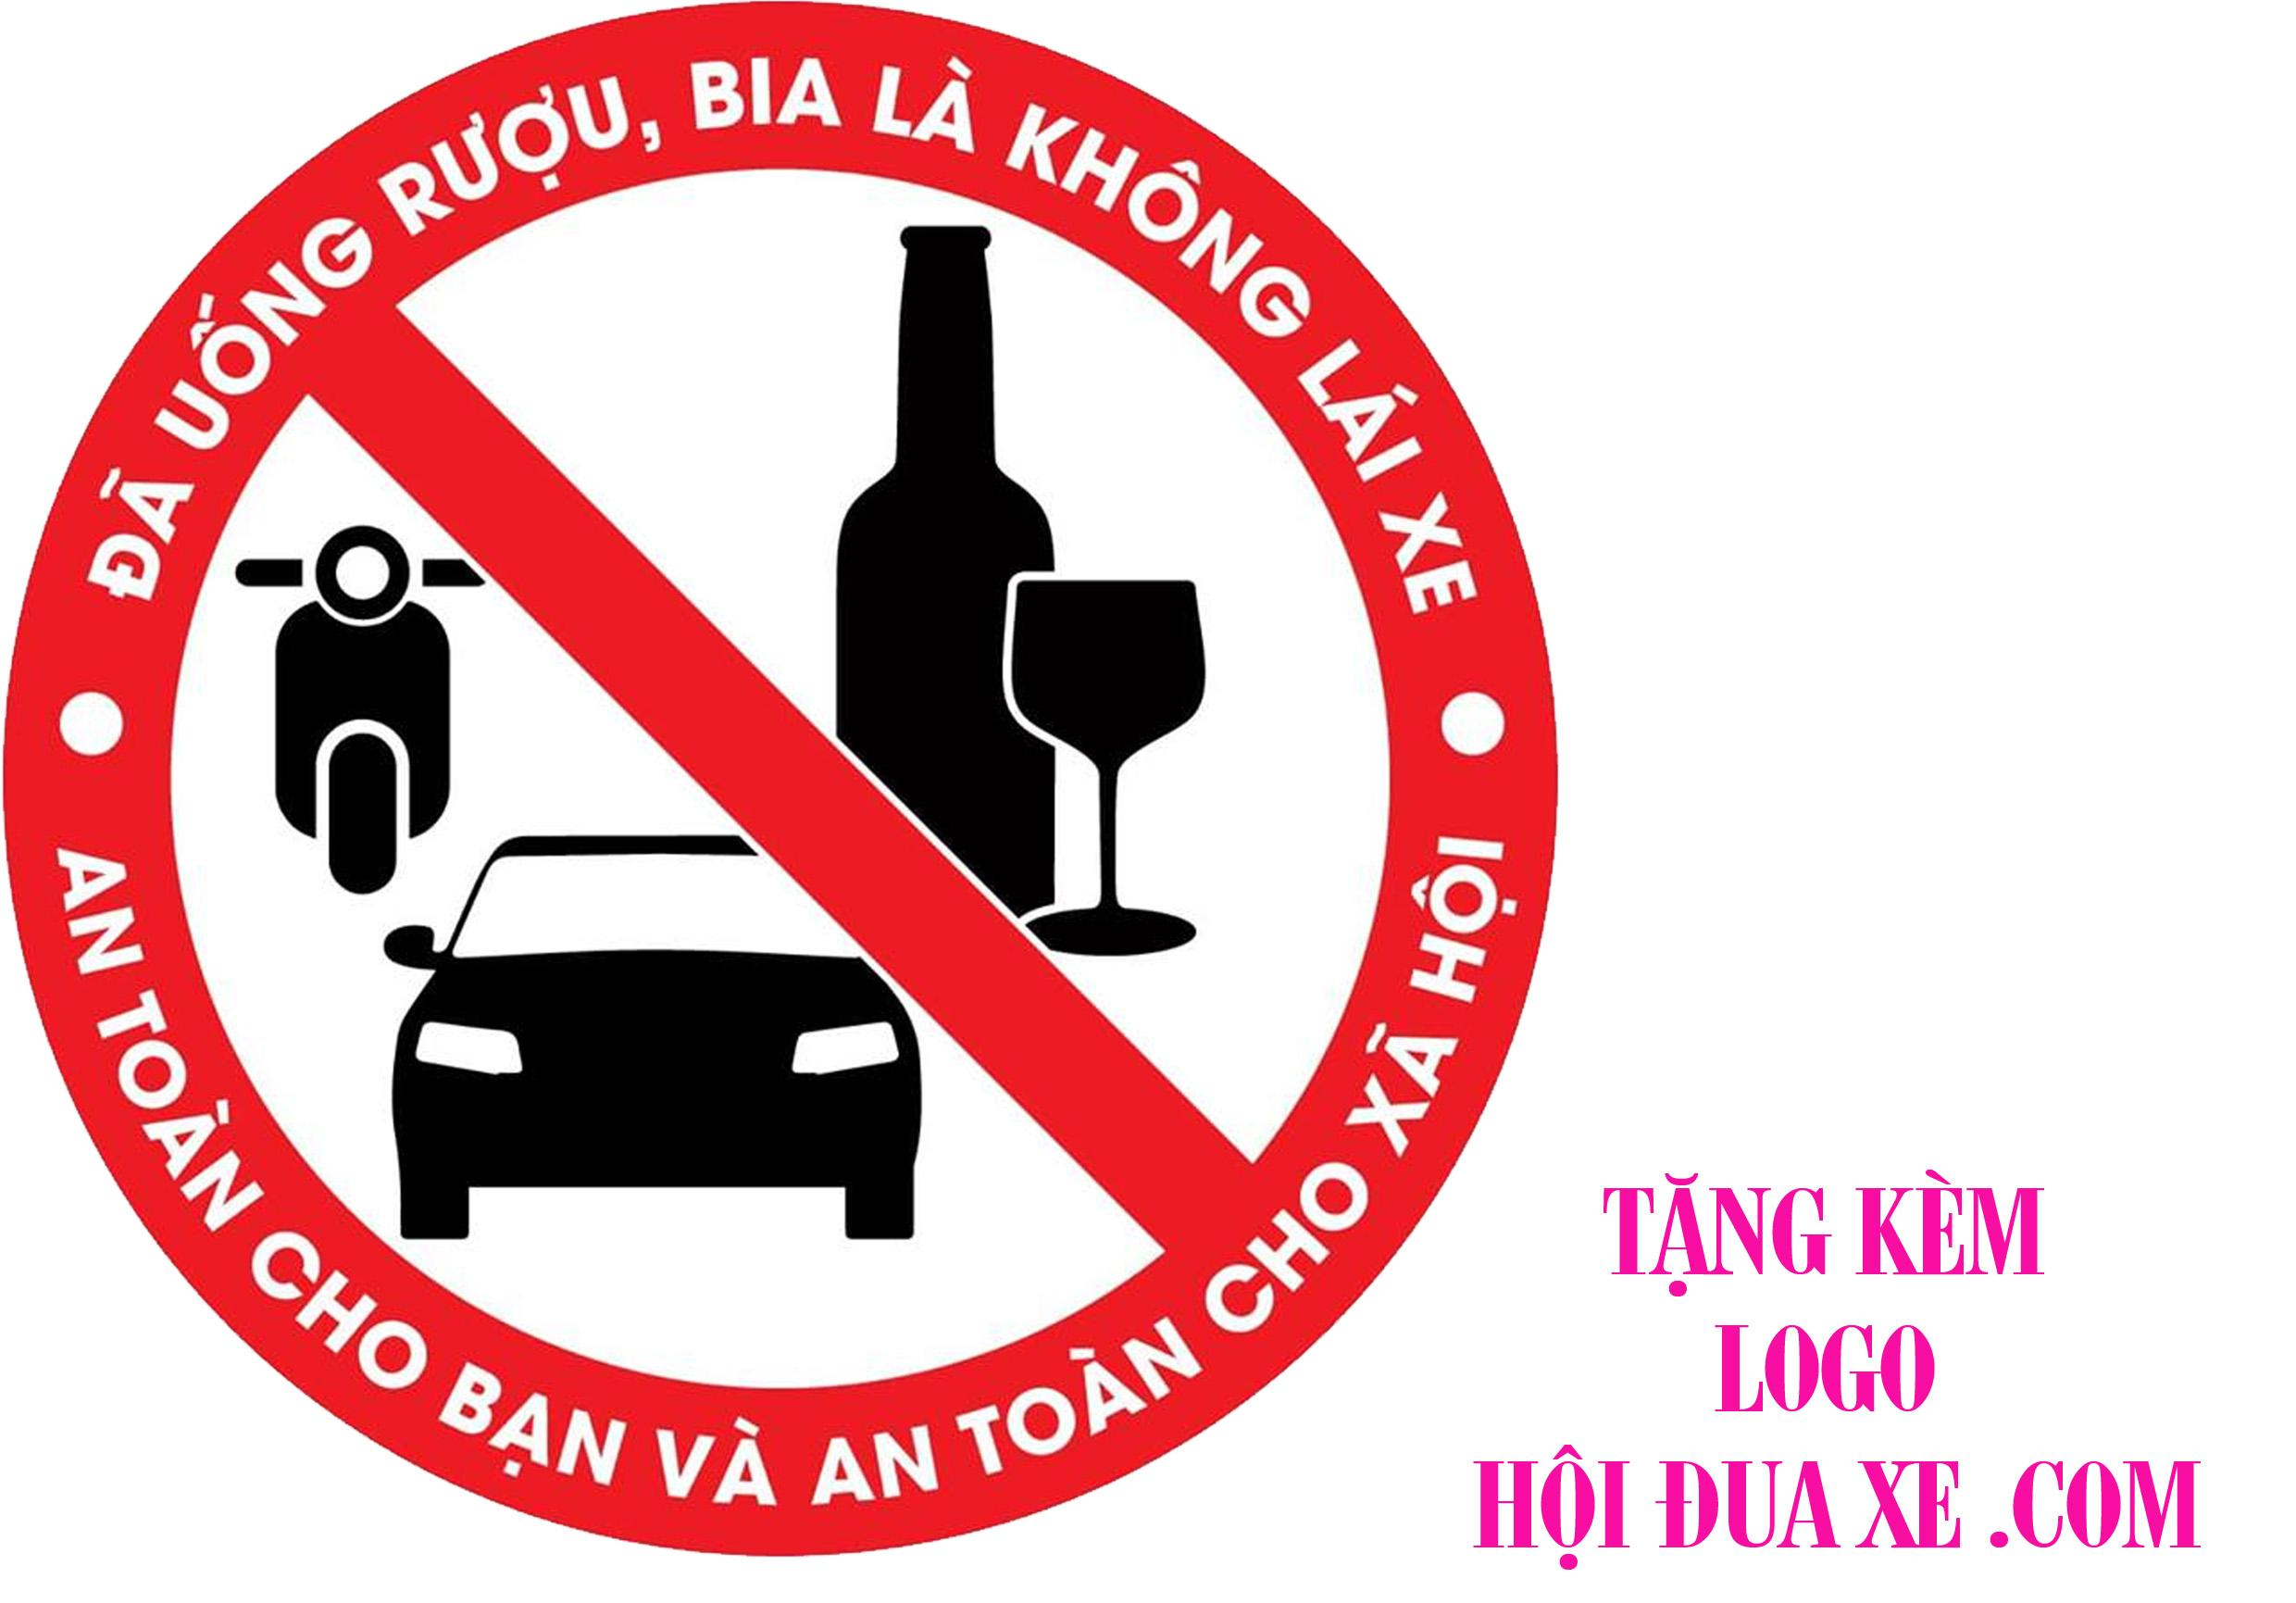 ĐÃ UỐNG RƯỢU, BIA LÀ KHÔNG LÁI XE
AN TOÀN CHO BẠN VÀ AN TOÀN CHO XÃ HỘI
TẶNG KÈM
LOGO
HỘI ĐUA XE .COM